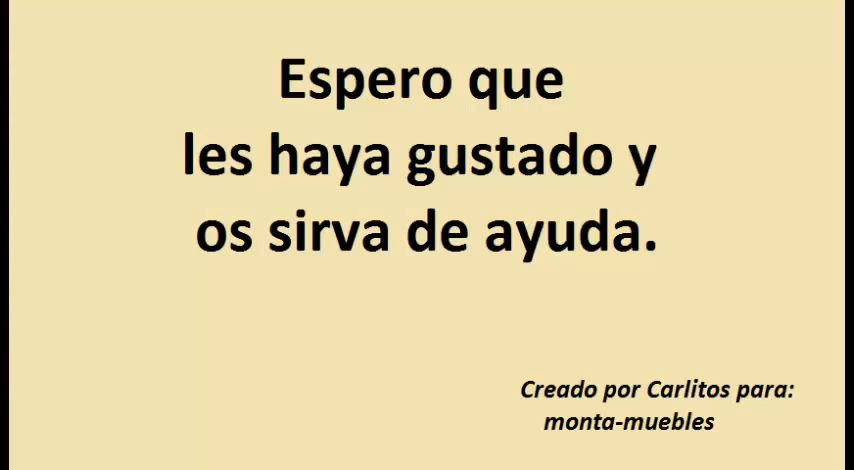 Espero que
les haya gustado y
os sirva de ayuda.
Creado por Carlitos para:
monta-muebles